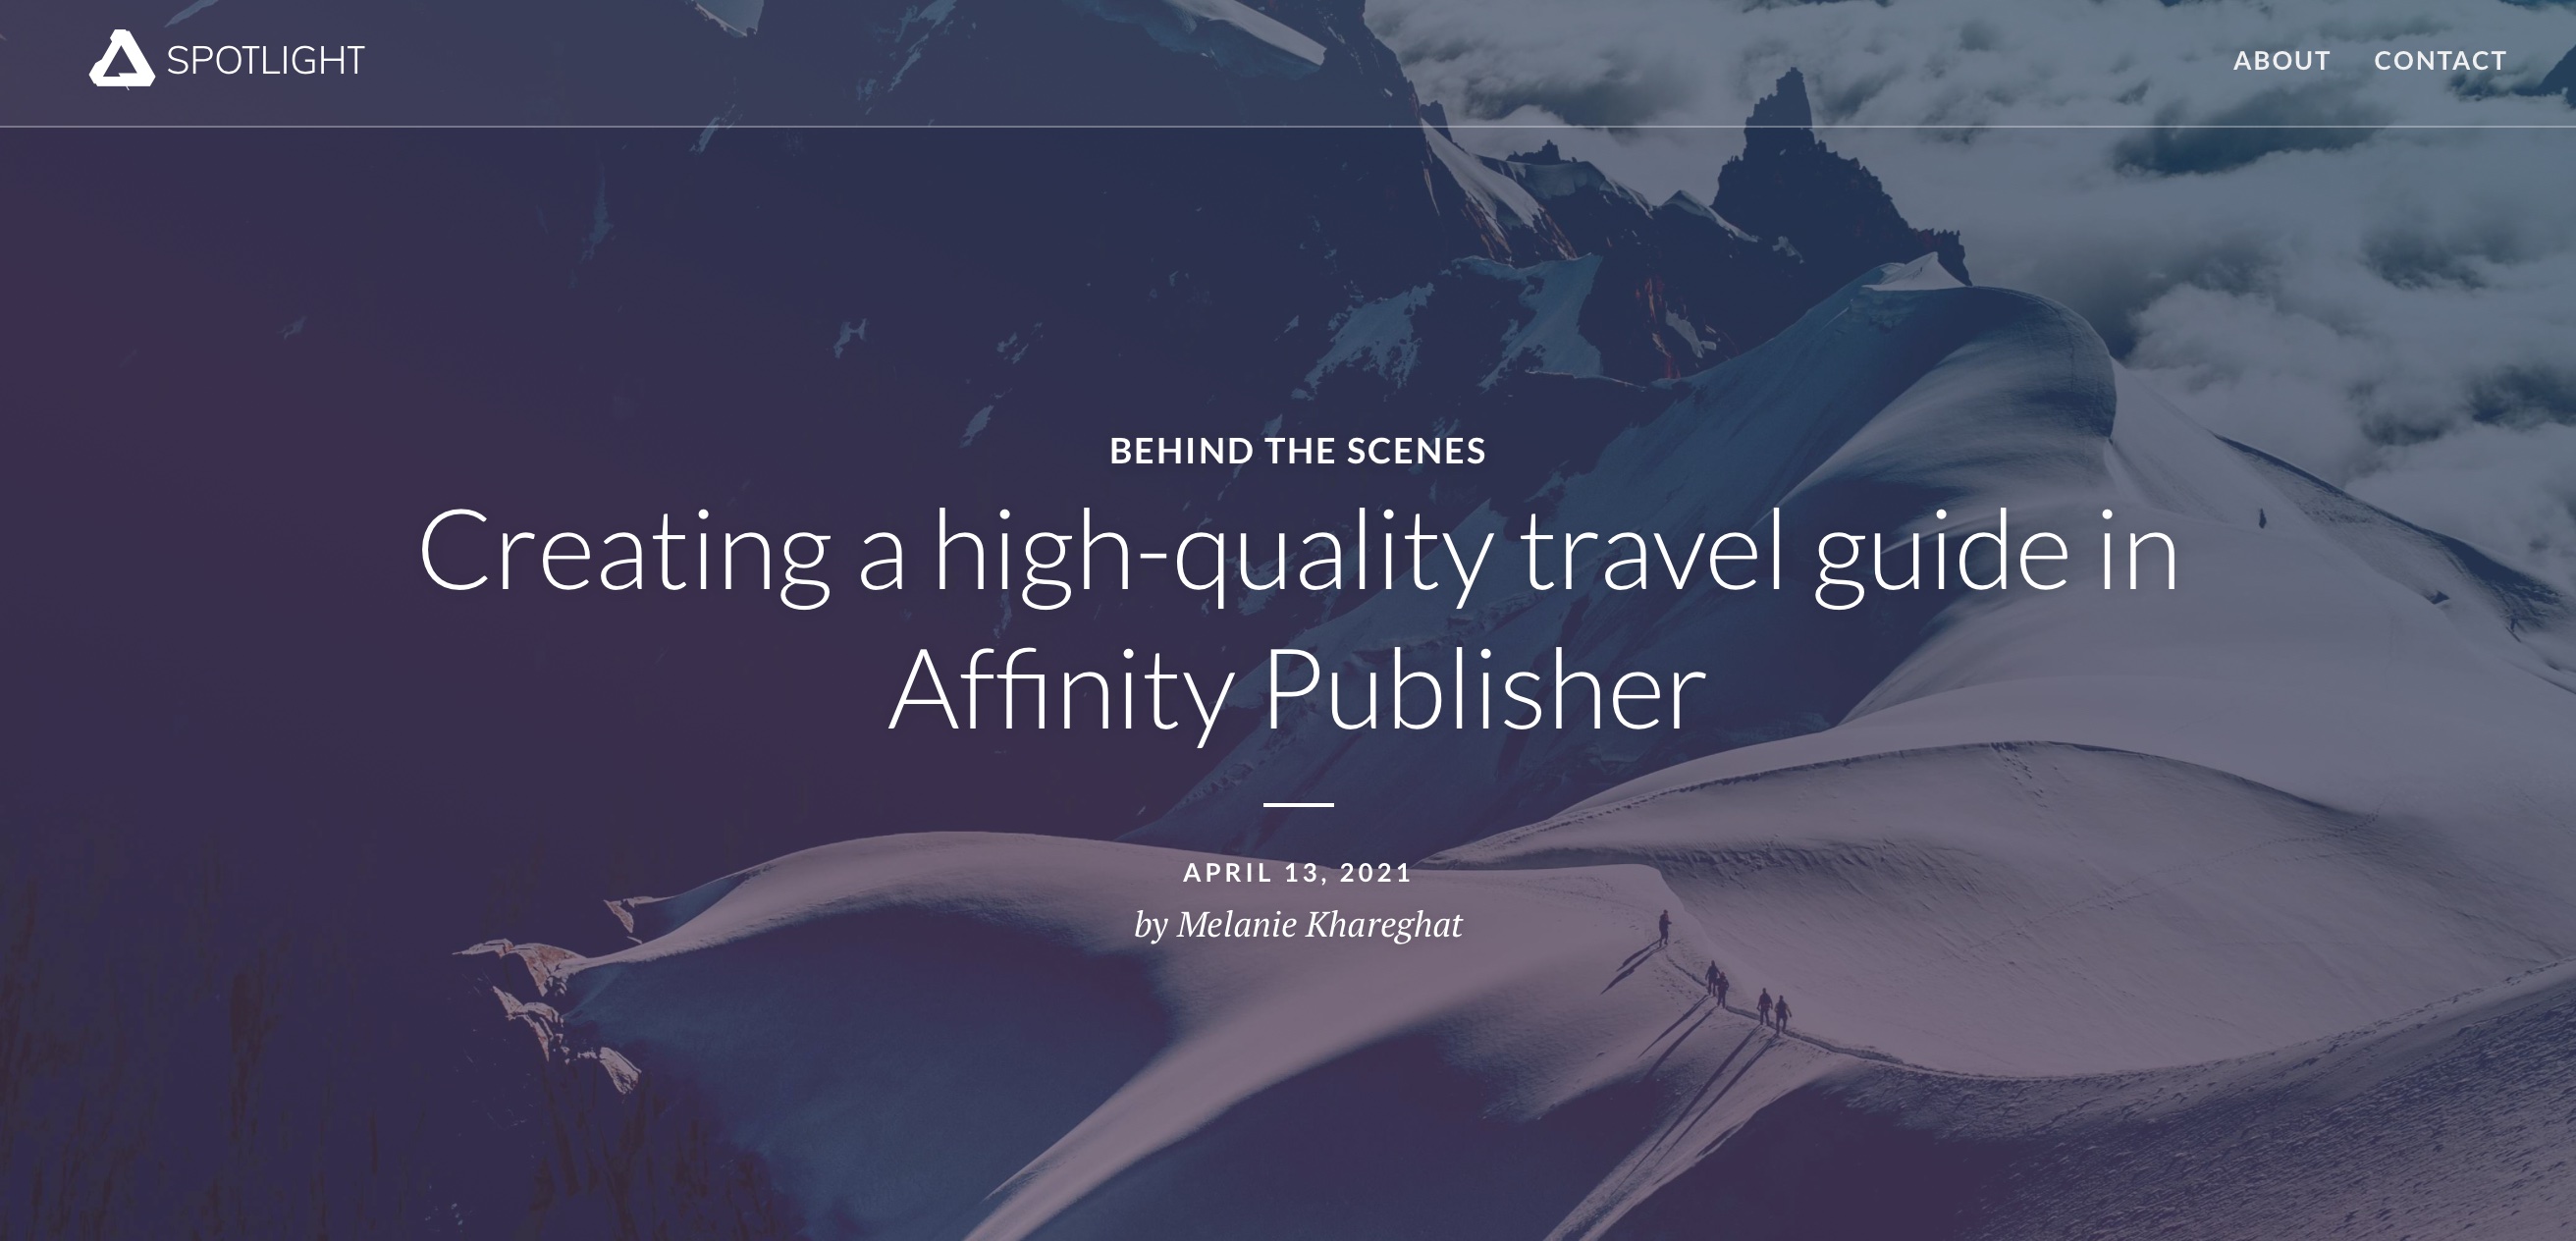 SPOTLIGHT
ABOUT CONTACT
BEHIND THE SCENES
Creating a high-quality travel guide in
Affinity Publisher
APRIL 13, 2021
by Melanie Khareghat